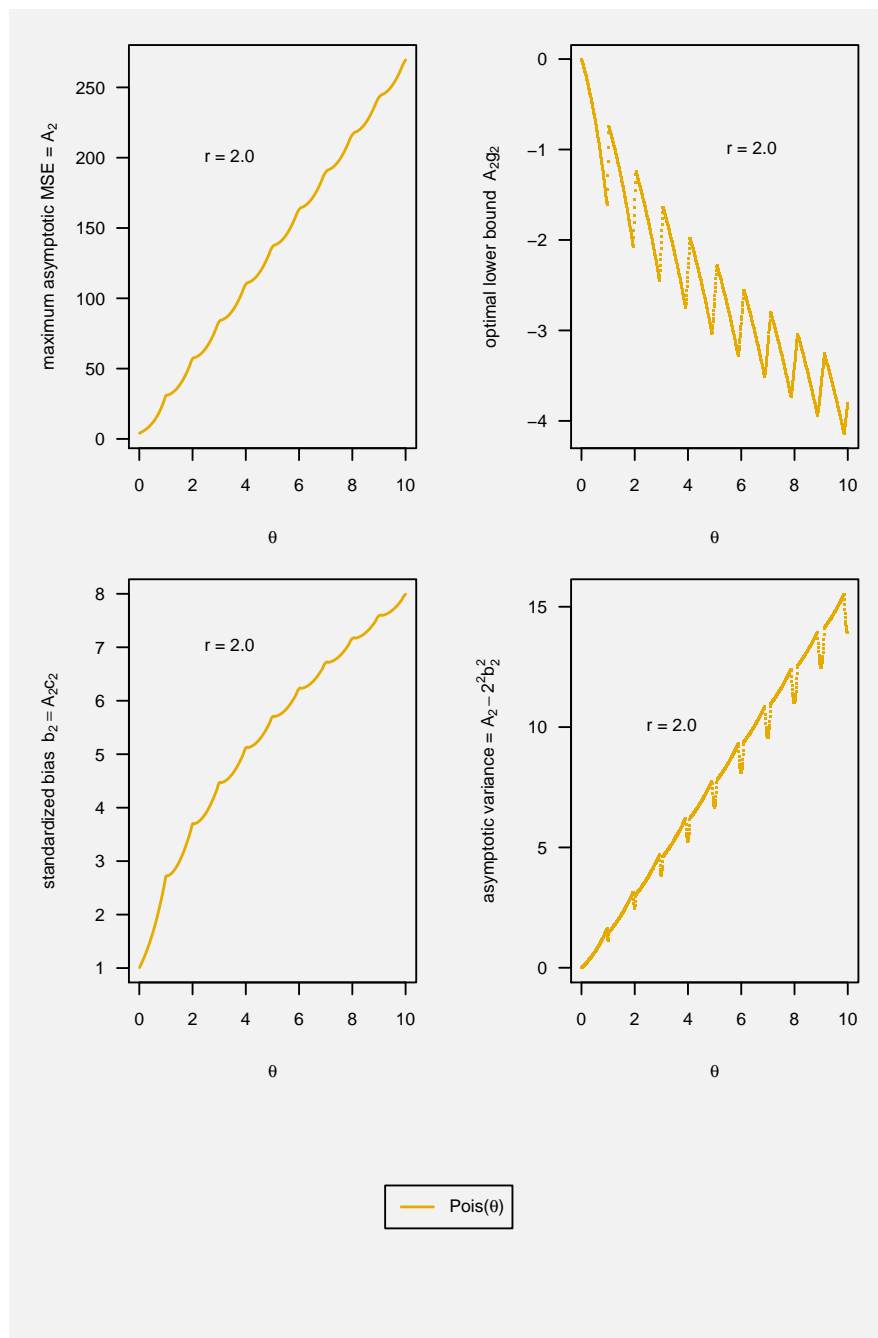 maximum asymptotic MSE = A₂
250
200
150
100
50
0
r = 2.0
0 2 4 6 8 10
θ
optimal lower bound A₂g₂
0
−1
−2
−3
−4
r = 2.0
0 2 4 6 8 10
θ
standardized bias b₂ = A₂c₂
8
7
6
5
4
3
2
1
r = 2.0
0 2 4 6 8 10
θ
asymptotic variance = A₂ − 2²b₂²
15
10
5
0
r = 2.0
0 2 4 6 8 10
θ
Pois(θ)